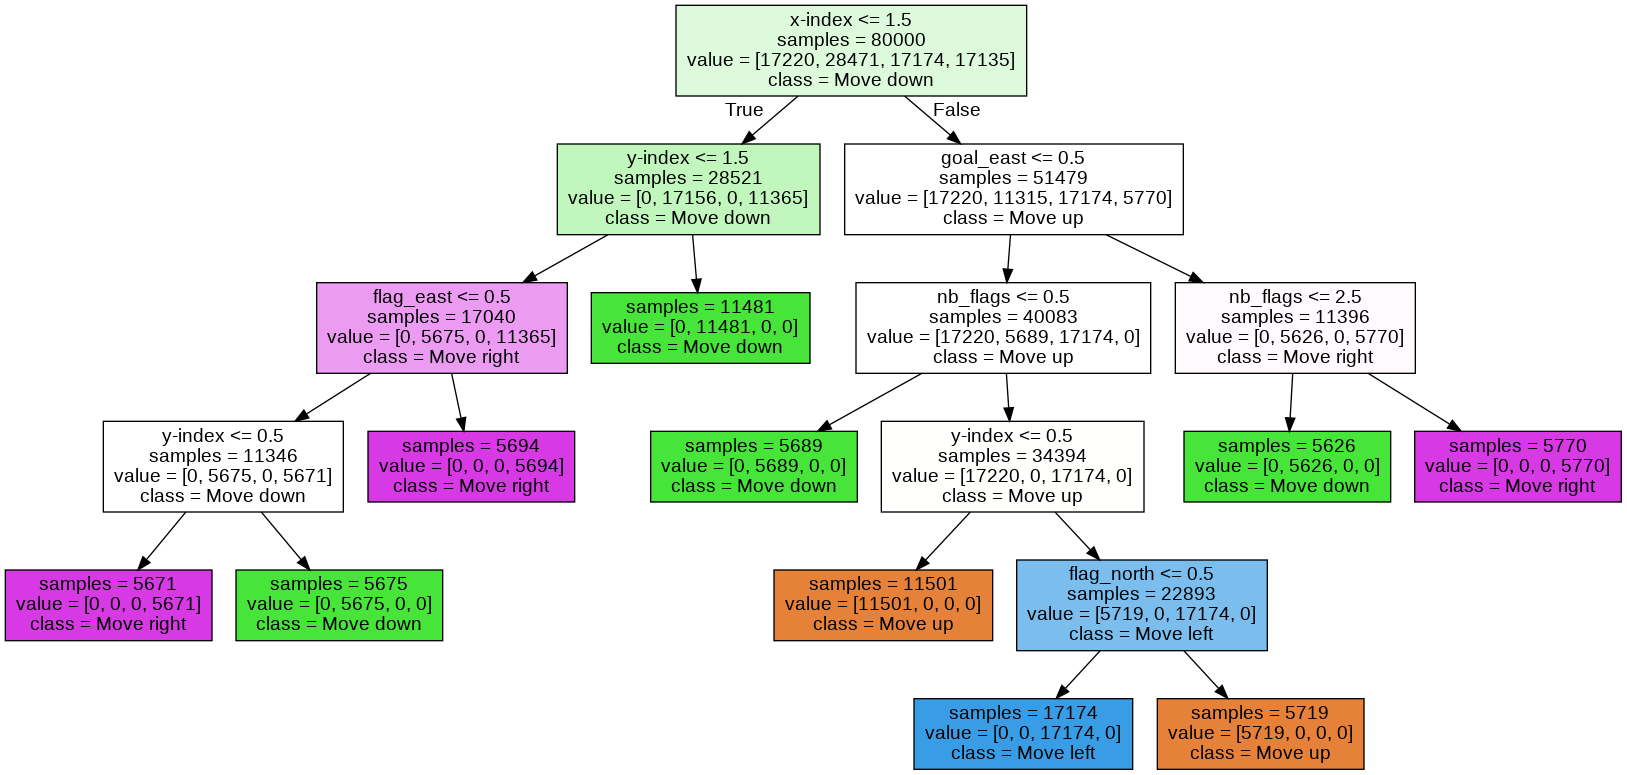 x-index <= 1.5
samples = 80000
value = [17220, 28471, 17174, 17135]
class = Move down
True
False
y-index <= 1.5
samples = 28521
value = [0, 17156, 0, 11365]
class = Move down
goal_east <= 0.5
samples = 51479
value = [17220, 11315, 17174, 5770]
class = Move up
flag_east <= 0.5
samples = 17040
value = [0, 5675, 0, 11365]
class = Move right
samples = 11481
value = [0, 11481, 0, 0]
class = Move down
nb_flags <= 0.5
samples = 40083
value = [17220, 5689, 17174, 0]
class = Move up
nb_flags <= 2.5
samples = 11396
value = [0, 5626, 0, 5770]
class = Move right
y-index <= 0.5
samples = 11346
value = [0, 5675, 0, 5671]
class = Move down
samples = 5694
value = [0, 0, 0, 5694]
class = Move right
samples = 5689
value = [0, 5689, 0, 0]
class = Move down
y-index <= 0.5
samples = 34394
value = [17220, 0, 17174, 0]
class = Move up
samples = 5626
value = [0, 5626, 0, 0]
class = Move down
samples = 5770
value = [0, 0, 0, 5770]
class = Move right
samples = 5671
value = [0, 0, 0, 5671]
class = Move right
samples = 5675
value = [0, 5675, 0, 0]
class = Move down
samples = 11501
value = [11501, 0, 0, 0]
class = Move up
flag_north <= 0.5
samples = 22893
value = [5719, 0, 17174, 0]
class = Move left
samples = 17174
value = [0, 0, 17174, 0]
class = Move left
samples = 5719
value = [5719, 0, 0, 0]
class = Move up